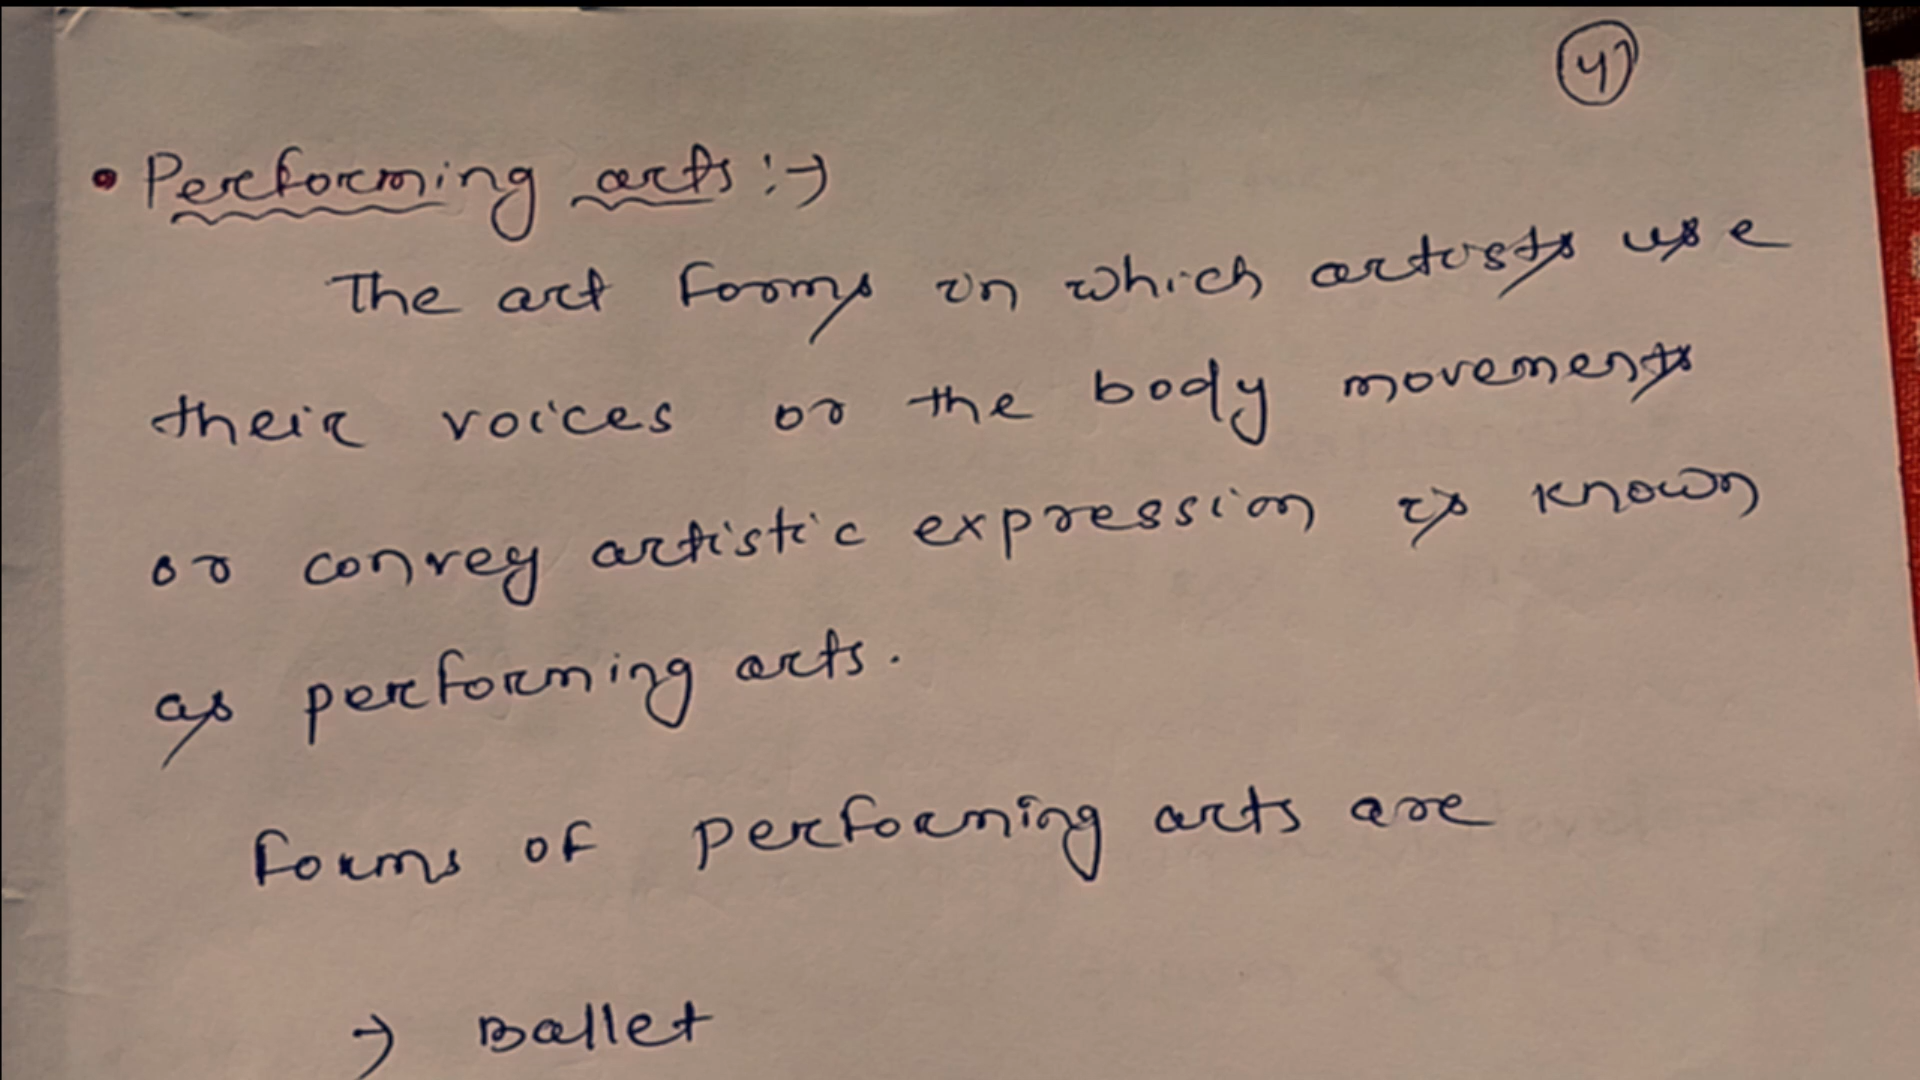 4
• Performing arts :→
The art forms in which artists use
their voices or the body movements
or convey artistic expression is known
as performing arts.
forms of performing arts are
→ Ballet